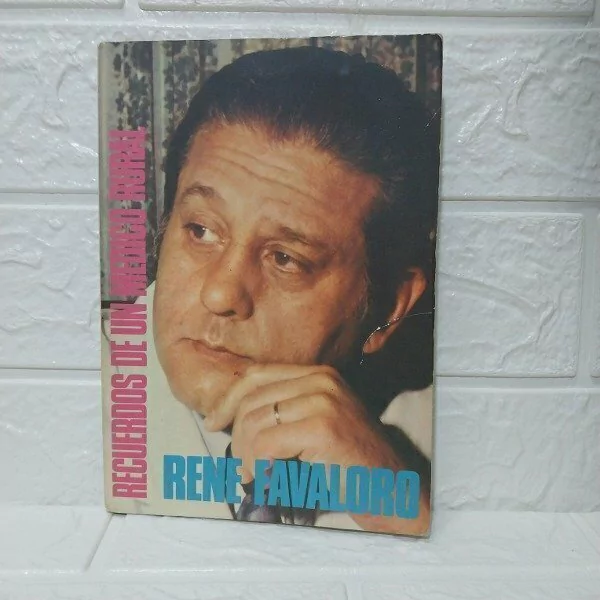 RECUERDOS DE UN MEDICO RURAL
RENE FAVALORO